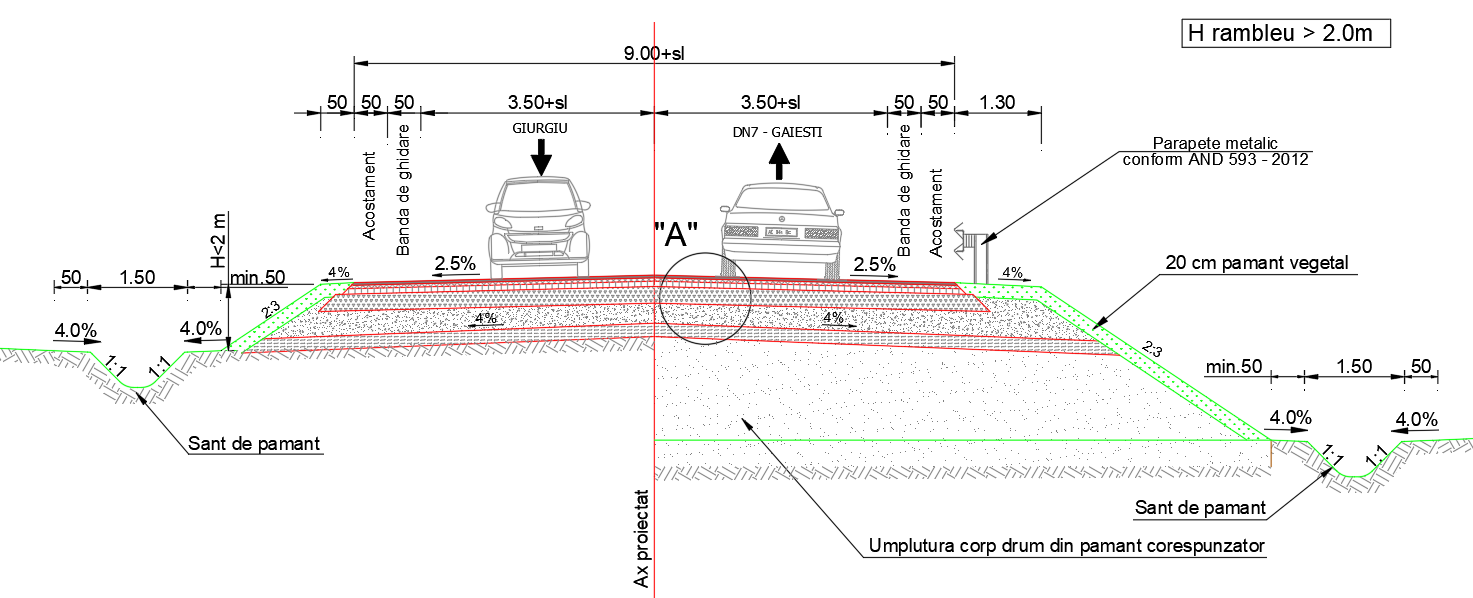 H rambleu > 2.0m
9.00+sl
50 50 50 3.50+sl 3.50+sl 50 50 1.30
GIURGIU
DN7 - GAIESTI
Acostament
Banda de ghidare
Banda de ghidare
Acostament
Parapete metalic
conform AND 593 - 2012
"A"
H<2 m
2.5% 2.5%
4% 4%
50 1.50 min.50
20 cm pamant vegetal
2:3
4% 4%
4.0% 4.0%
1:1 1:1
2:3
min.50 1.50 50
4.0% 4.0%
Sant de pamant
1:1 1:1
Ax proiectat
Sant de pamant
Umplutura corp drum din pamant corespunzator